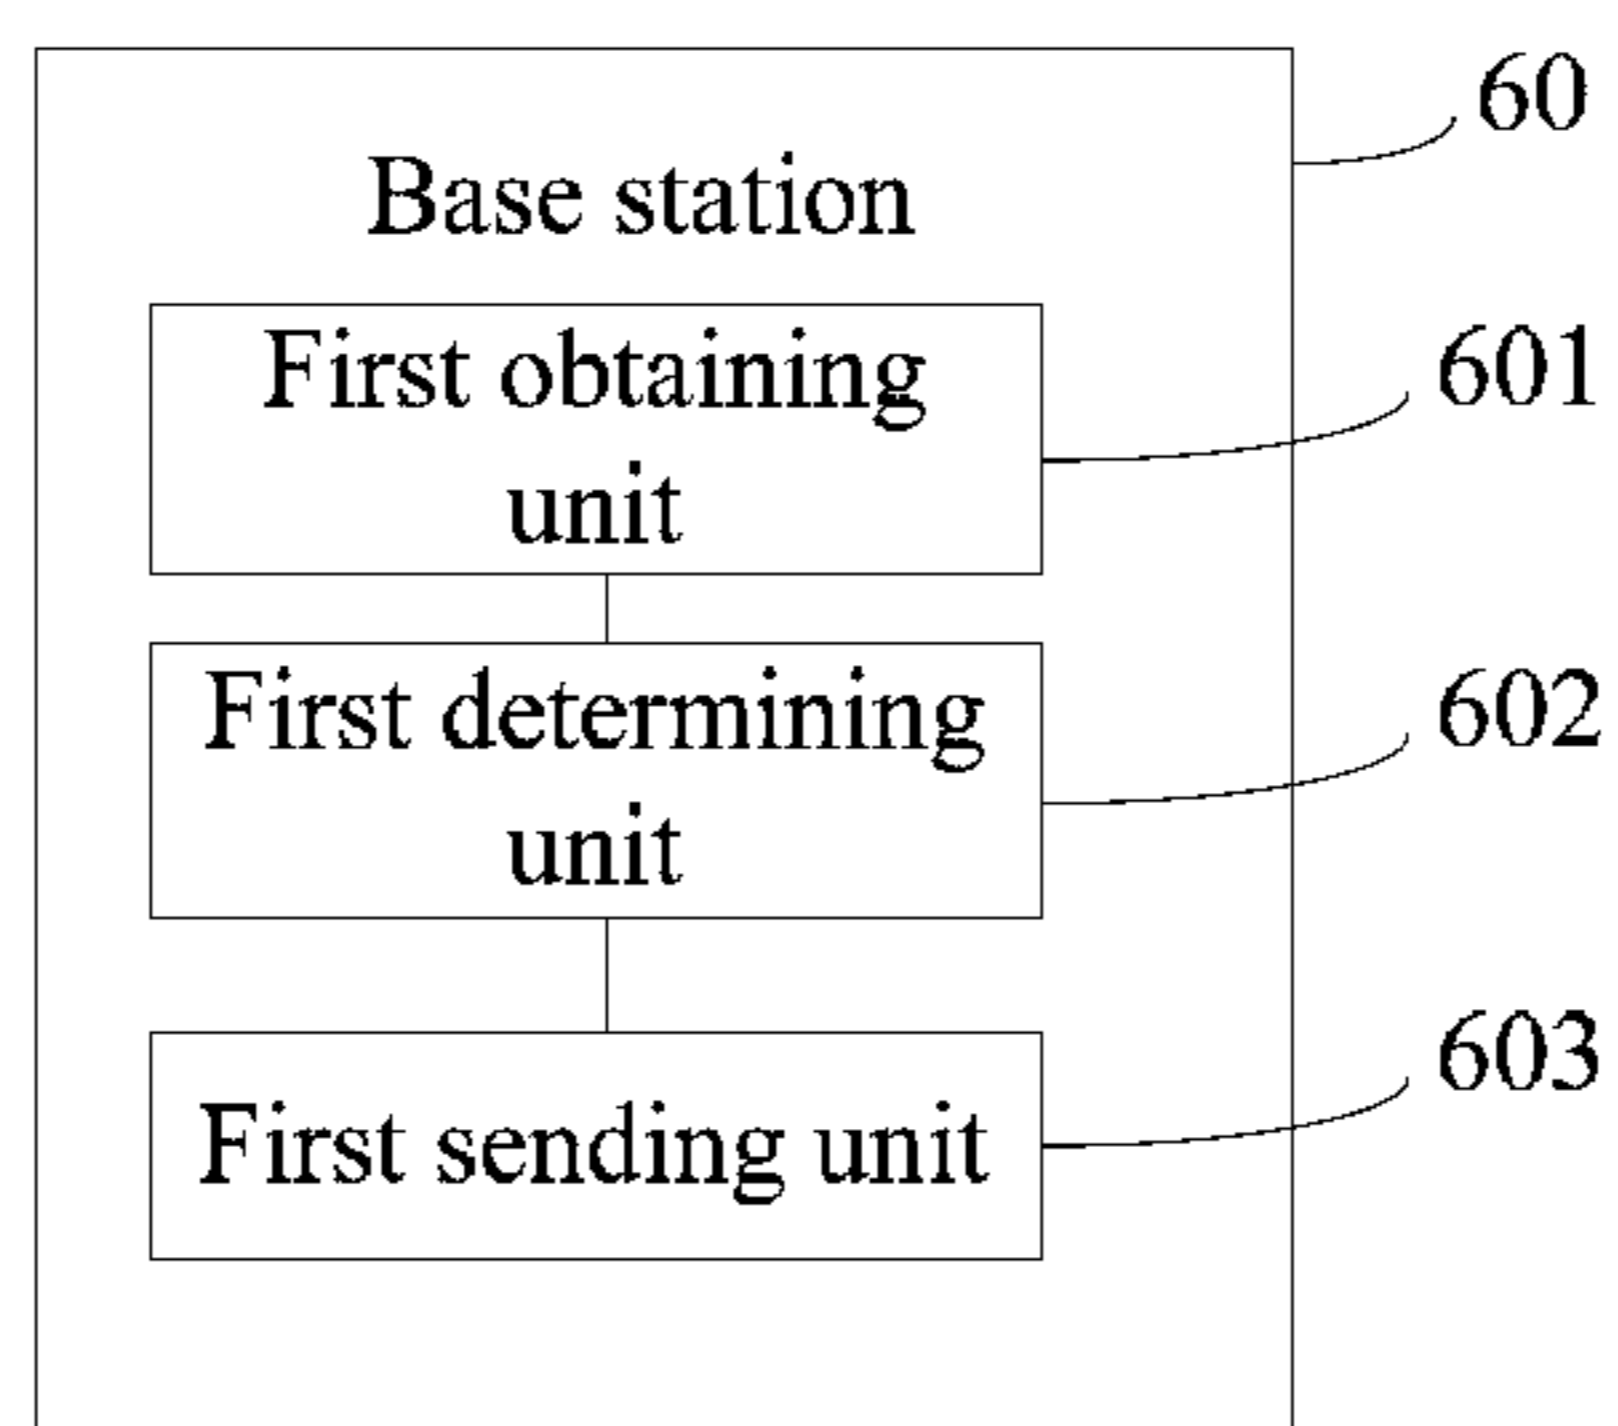 60
Base station
First obtaining
unit
601
First determining
unit
602
First sending unit
603